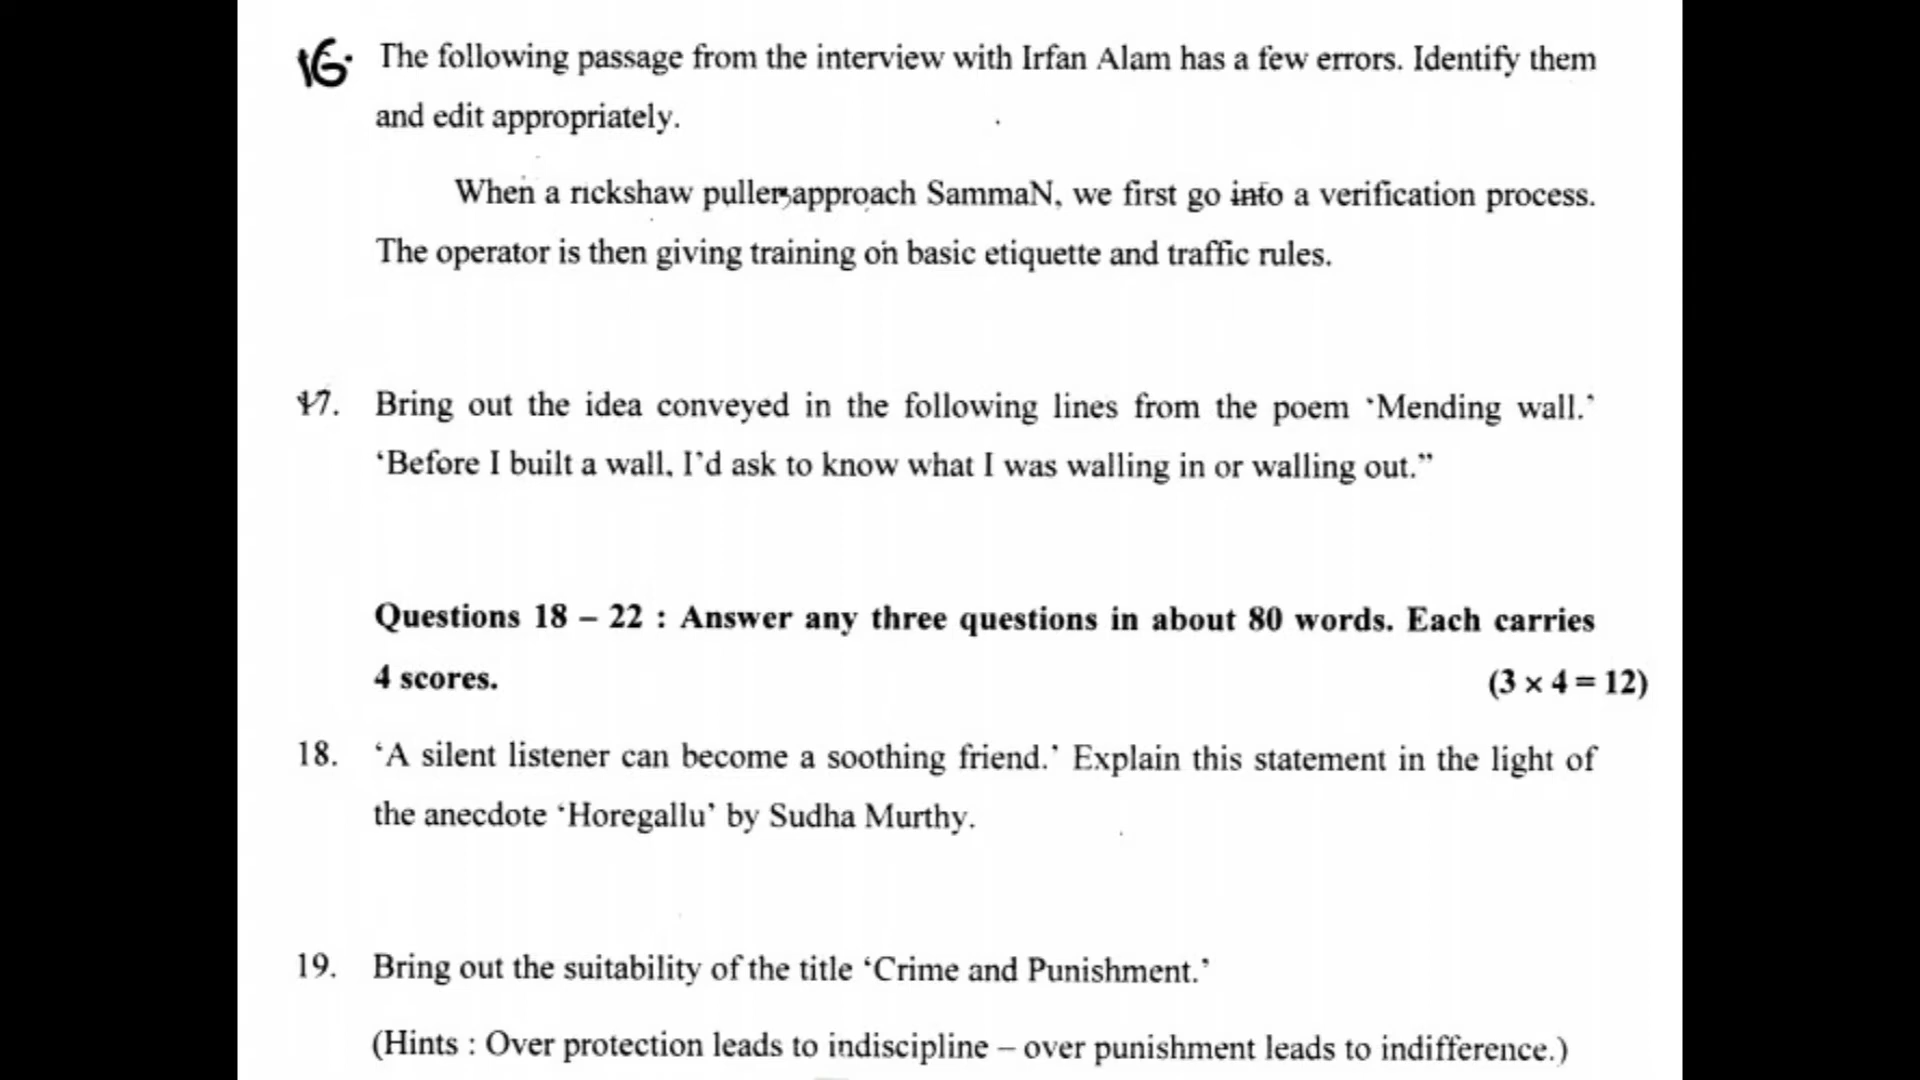 16. The following passage from the interview with Irfan Alam has a few errors. Identify them
and edit appropriately.
When a rickshaw pullers approach SammaN, we first go into a verification process.
The operator is then giving training on basic etiquette and traffic rules.
17. Bring out the idea conveyed in the following lines from the poem ‘Mending wall.’
‘Before I built a wall, I’d ask to know what I was walling in or walling out.”
Questions 18 – 22 : Answer any three questions in about 80 words. Each carries
4 scores. (3 × 4 = 12)
18. ‘A silent listener can become a soothing friend.’ Explain this statement in the light of
the anecdote ‘Horegallu’ by Sudha Murthy.
19. Bring out the suitability of the title ‘Crime and Punishment.’
(Hints : Over protection leads to indiscipline – over punishment leads to indifference.)